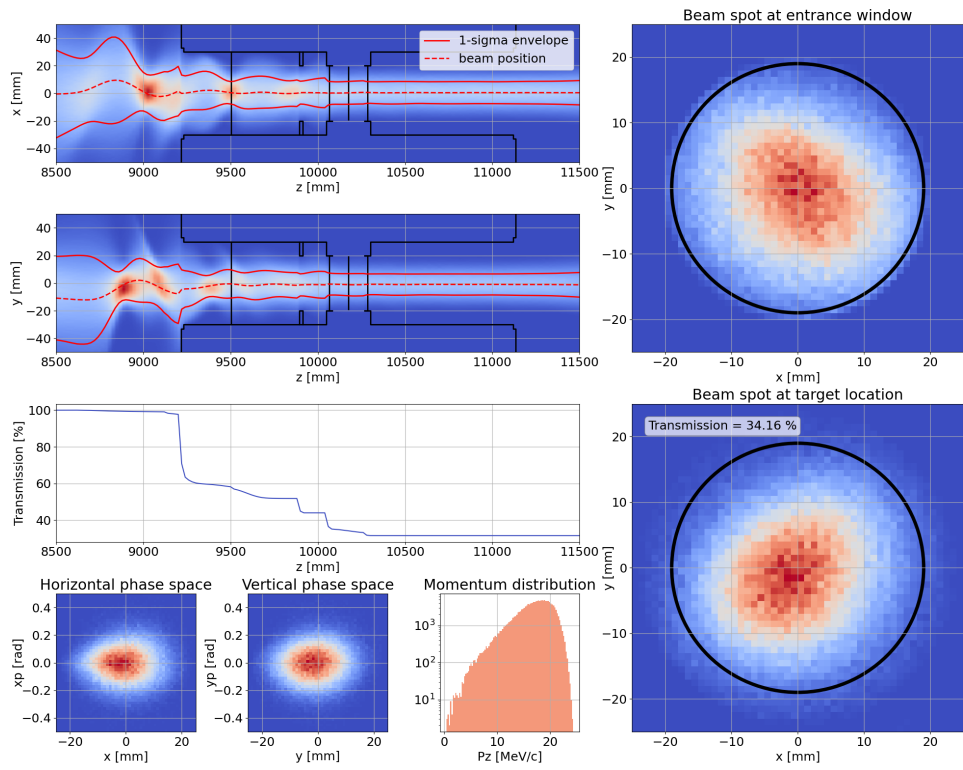 1-sigma envelope
beam position
x [mm]
40
20
0
−20
−40
8500 9000 9500 10000 10500 11000 11500
z [mm]
y [mm]
40
20
0
−20
−40
8500 9000 9500 10000 10500 11000 11500
z [mm]
Transmission [%]
100
80
60
40
8500 9000 9500 10000 10500 11000 11500
z [mm]
Horizontal phase space
xp [rad]
0.4
0.2
0.0
−0.2
−0.4
−20 0 20
x [mm]
Vertical phase space
yp [rad]
0.4
0.2
0.0
−0.2
−0.4
−20 0 20
y [mm]
Momentum distribution
10³
10²
10¹
0 10 20
Pz [MeV/c]
Beam spot at entrance window
y [mm]
20
10
0
−10
−20
−20 −10 0 10 20
x [mm]
Beam spot at target location
Transmission = 34.16 %
y [mm]
20
10
0
−10
−20
−20 −10 0 10 20
x [mm]